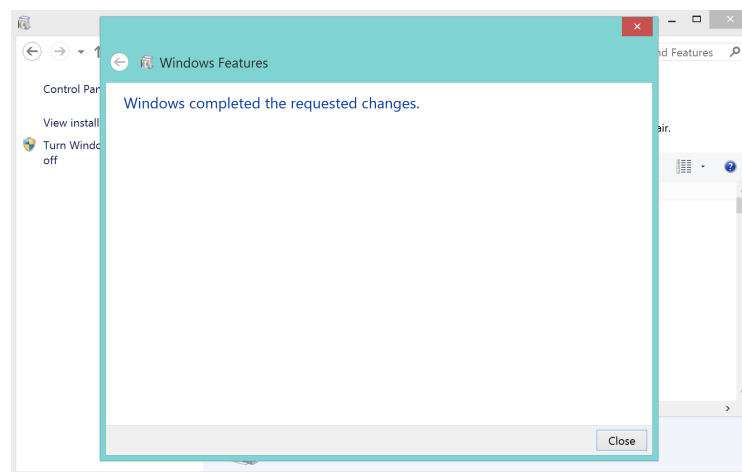 nd Features
Windows Features
Control Par
Windows completed the requested changes.
View install
air.
Turn Windo
off
Close